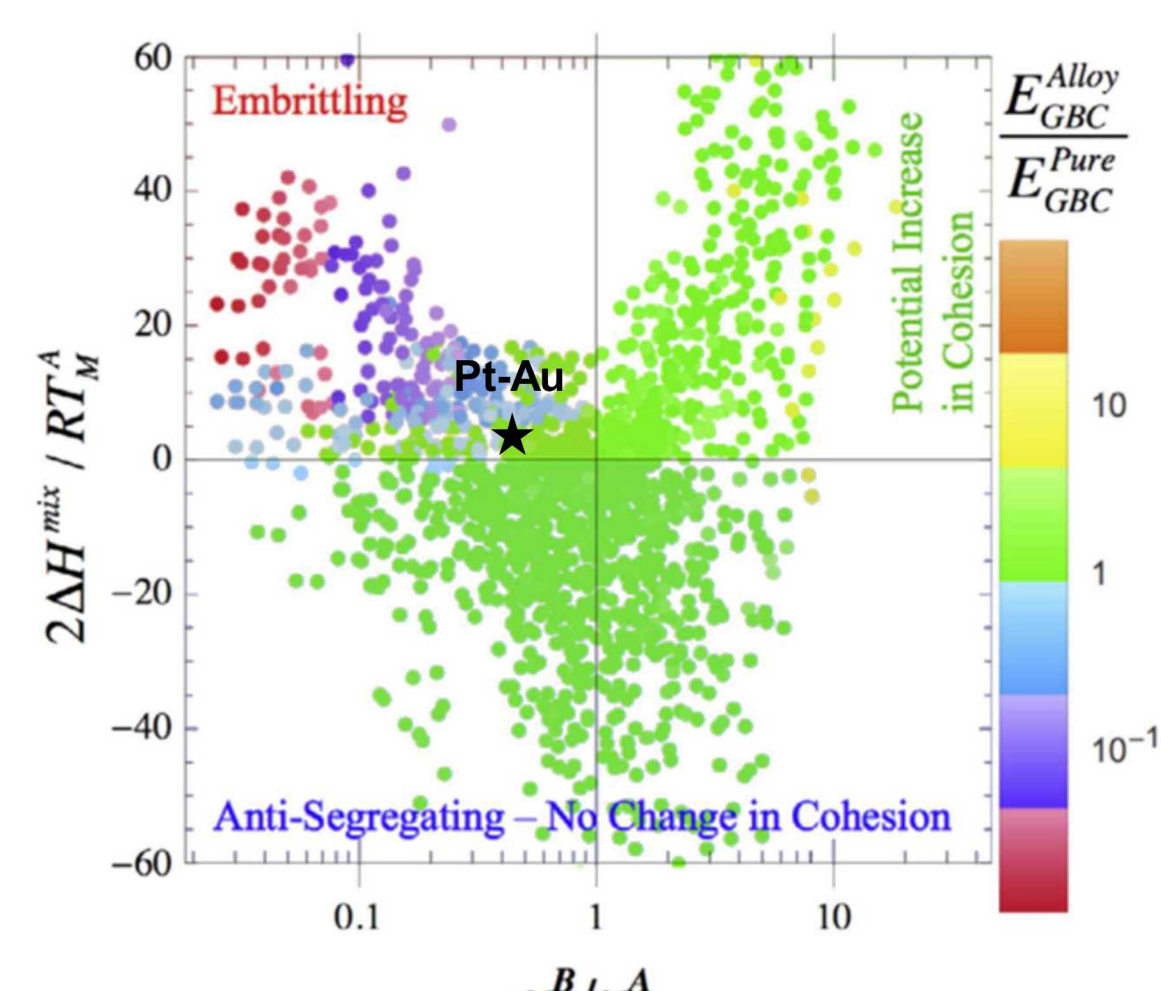 60
Embrittling
40
20
0
−20
−40
−60
2ΔH^mix / RT_M^A
Pt-Au
Potential Increase
in Cohesion
Anti-Segregating – No Change in Cohesion
0.1
1
10
E_GBC^Alloy
E_GBC^Pure
10
1
10^−1